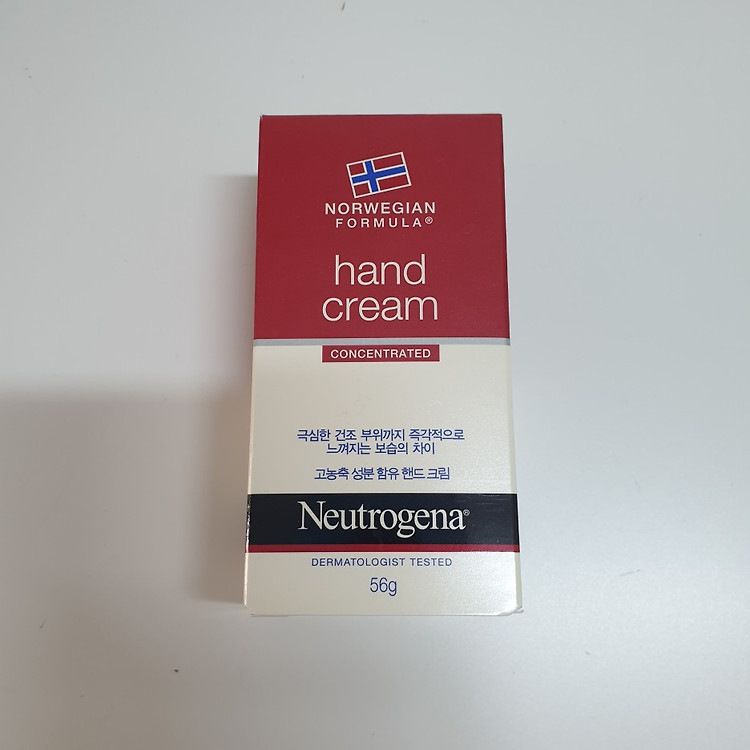 NORWEGIAN
FORMULA®
hand
cream
CONCENTRATED
극심한 건조 부위까지 즉각적으로
느껴지는 보습의 차이
고농축 성분 함유 핸드 크림
Neutrogena®
DERMATOLOGIST TESTED
56g